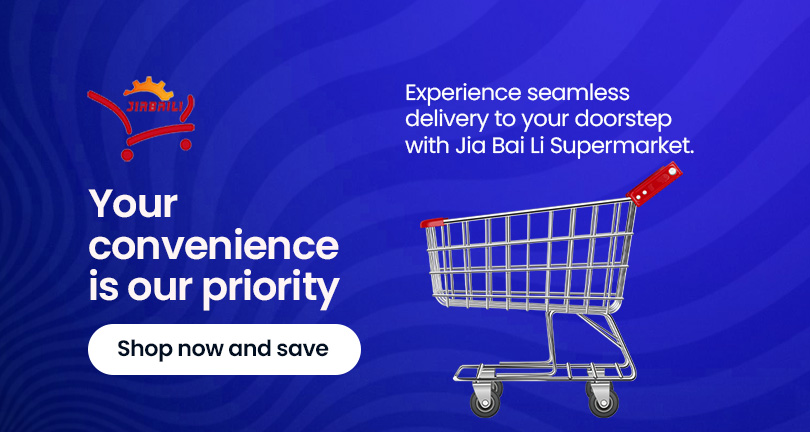 JIABAILI
Your
convenience
is our priority
Shop now and save
Experience seamless
delivery to your doorstep
with Jia Bai Li Supermarket.